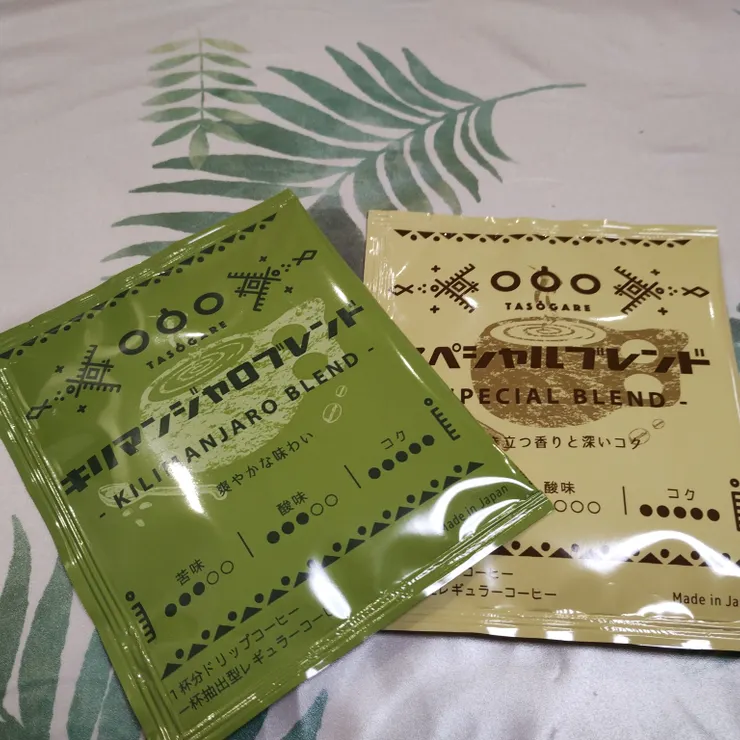 TASOGARE
キリマンジャロブレンド
- KILIMANJARO BLEND -
爽やかな味わい
苦味
酸味
コク
Made in Japan
1杯分ドリップコーヒー
一杯抽出型レギュラーコーヒー
TASOGARE
スペシャルブレンド
SPECIAL BLEND -
立つ香りと深いコク
酸味
コク
コーヒー
レギュラーコーヒー
Made in Ja